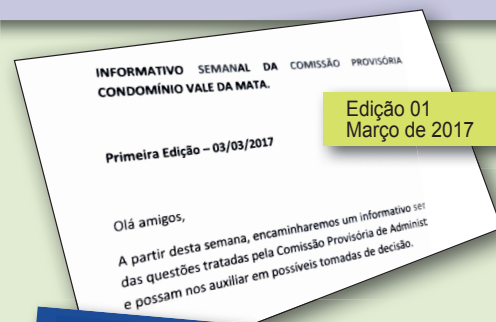 INFORMATIVO SEMANAL DA COMISSÃO PROVISÓRIA
CONDOMÍNIO VALE DA MATA.
Edição 01
Março de 2017
Primeira Edição – 03/03/2017
Olá amigos,
A partir desta semana, encaminharemos um informativo
das questões tratadas pela Comissão Provisória de
e possam nos auxiliar em possíveis tomadas de decisão.